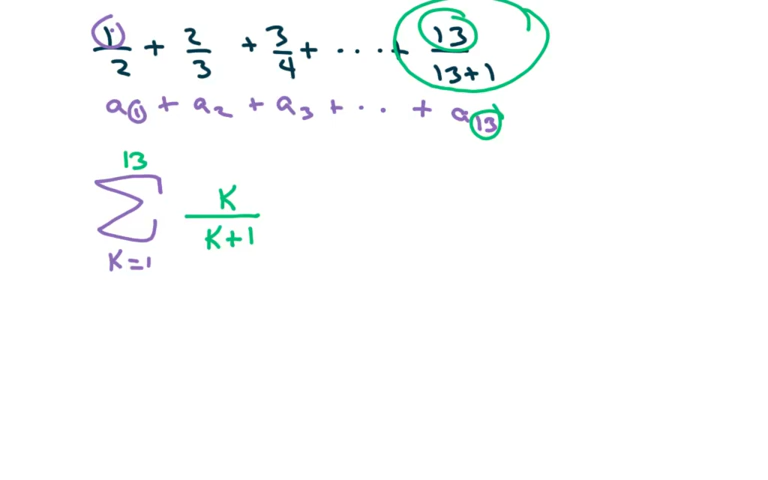 1/2 + 2/3 + 3/4 + .... + 13/13+1
a1 + a2 + a3 + ... + a13
13
Σ K/K+1
K=1